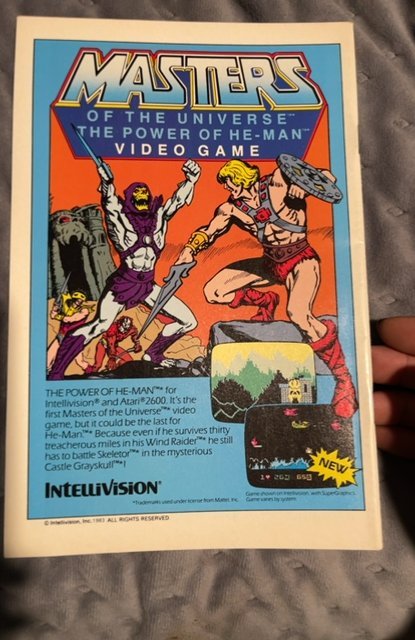 MASTERS
OF THE UNIVERSE™
THE POWER OF HE-MAN™
VIDEO GAME
THE POWER OF HE-MAN™* for
Intellivision® and Atari® 2600. It's the
first Masters of the Universe™ video
game, but it could be the last for
He-Man.™* Because even if he survives thirty
treacherous miles in his Wind Raider™* he still
has to battle Skeletor™* in the mysterious
Castle Grayskull™*!
INTELLIVISION®
*Trademarks used under license from Mattel, Inc.
NEW
Game shown on Intellivision, with SuperGraphics.
Game varies by system.
© Intellivision, Inc. 1983 ALL RIGHTS RESERVED.